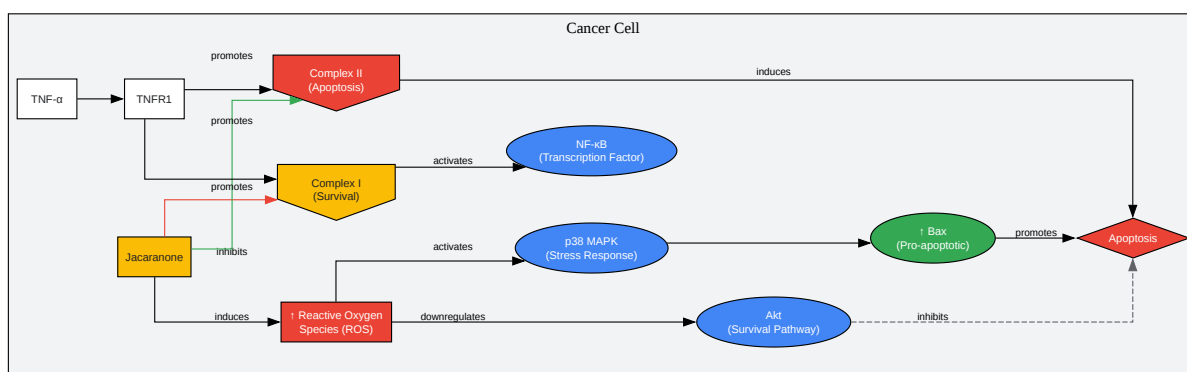 Cancer Cell
promotes
Complex II
(Apoptosis)
induces
TNF-α
TNFR1
promotes
NF-κB
(Transcription Factor)
activates
Complex I
(Survival)
promotes
Jacaranone
inhibits
activates
p38 MAPK
(Stress Response)
↑ Bax
(Pro-apoptotic)
promotes
Apoptosis
induces
↑ Reactive Oxygen
Species (ROS)
downregulates
Akt
(Survival Pathway)
inhibits